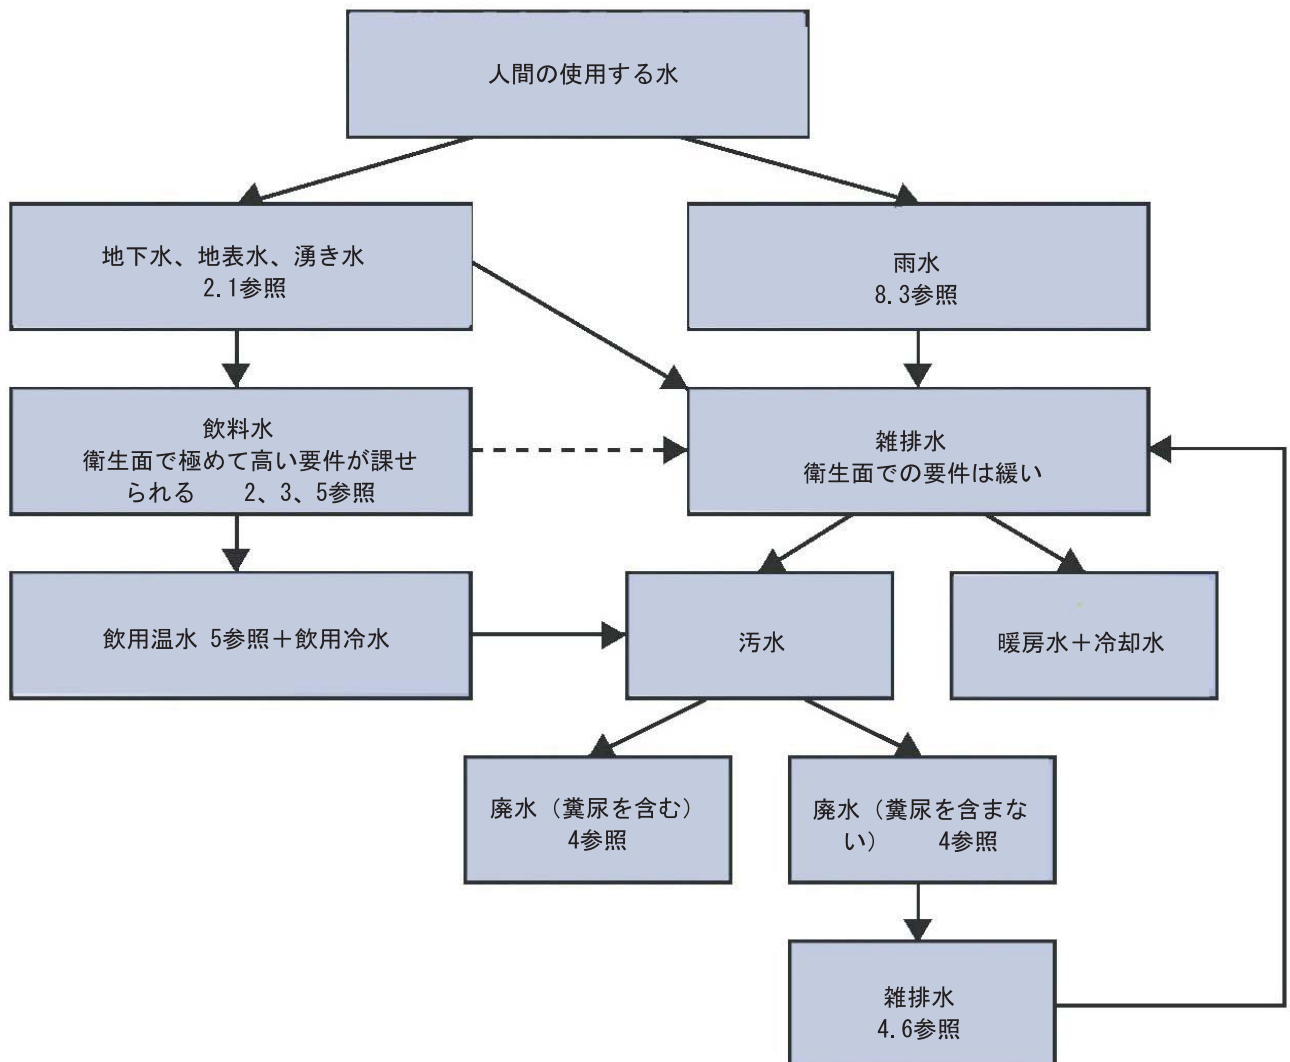 人間の使用する水
地下水、地表水、湧き水
2.1参照
雨水
8.3参照
飲料水
衛生面で極めて高い要件が課せ
られる　　2、3、5参照
雑排水
衛生面での要件は緩い
飲用温水 5参照＋飲用冷水
汚水
暖房水＋冷却水
廃水（糞尿を含む）
4参照
廃水（糞尿を含まな
い）　　4参照
雑排水
4.6参照